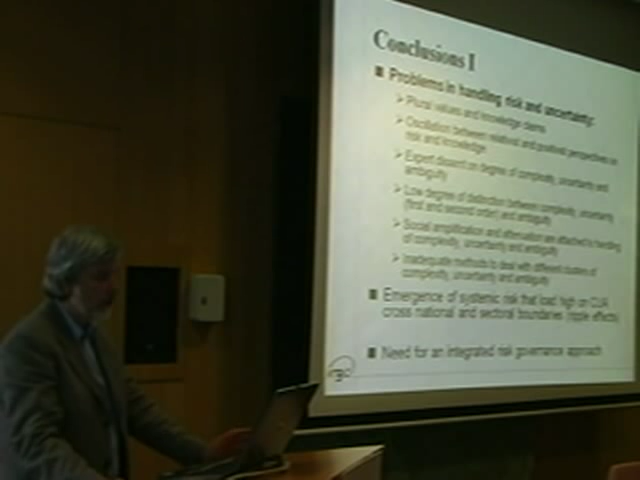 Conclusions I
Problems in handling risk and uncertainty:
Plural values and knowledge claims
Oscillation between relativist and positivist perspectives on
risk and knowledge
Expert dissent on degree of complexity, uncertainty and
ambiguity
Low degree of distinction between complexity, uncertainty
(first and second order) and ambiguity
Social amplification and attenuation are attached to handling
of complexity, uncertainty and ambiguity
Inadequate methods to deal with different clusters of
complexity, uncertainty and ambiguity
Emergence of systemic risk that load high on CUA
cross national and sectoral boundaries (ripple effects)
Need for an integrated risk governance approach